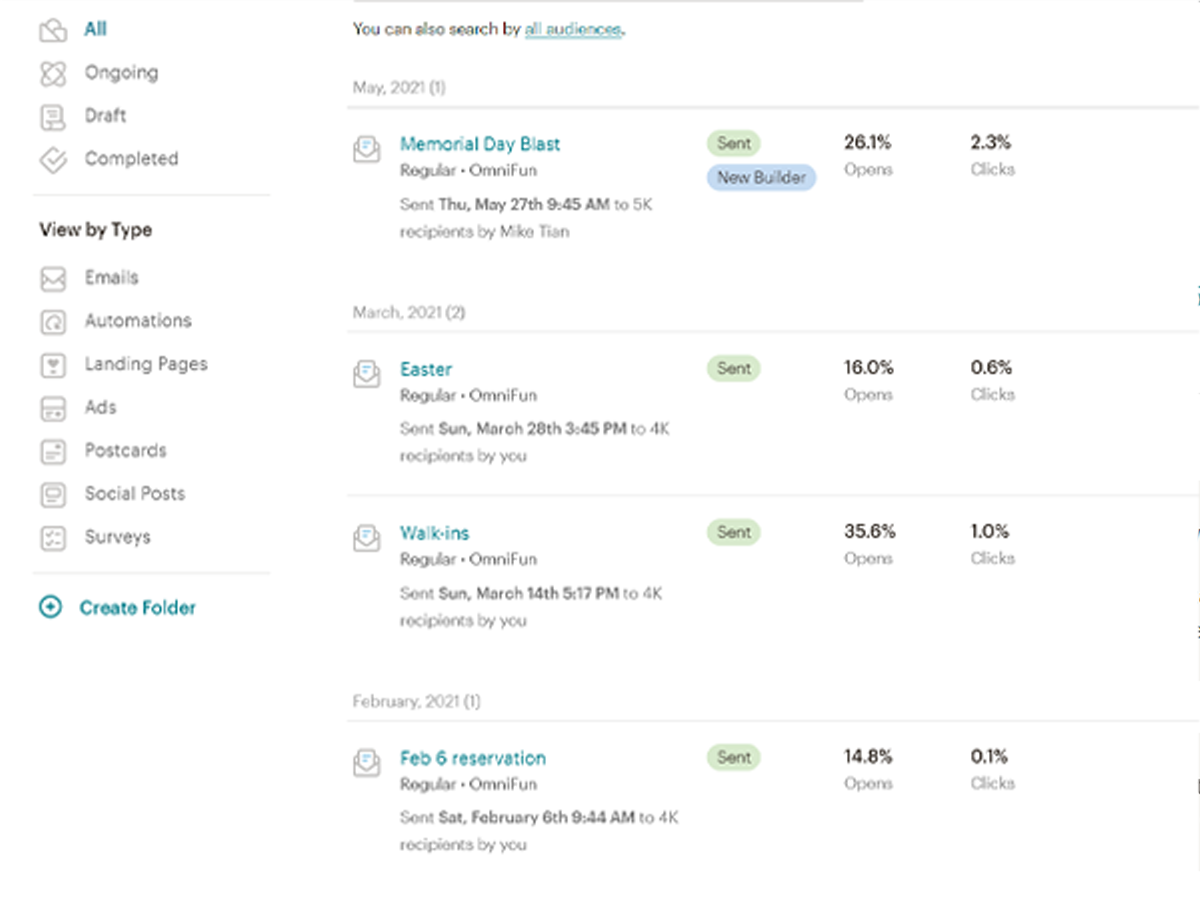 All
Ongoing
Draft
Completed
View by Type
Emails
Automations
Landing Pages
Ads
Postcards
Social Posts
Surveys
Create Folder
You can also search by all audiences.
May, 2021 (1)
Memorial Day Blast
Regular • OmniFun
Sent Thu, May 27th 9:45 AM to 5K
recipients by Mike Tian
Sent
New Builder
26.1%
Opens
2.3%
Clicks
March, 2021 (2)
Easter
Regular • OmniFun
Sent Sun, March 28th 3:45 PM to 4K
recipients by you
Sent
16.0%
Opens
0.6%
Clicks
Walk-ins
Regular • OmniFun
Sent Sun, March 14th 5:17 PM to 4K
recipients by you
Sent
35.6%
Opens
1.0%
Clicks
February, 2021 (1)
Feb 6 reservation
Regular • OmniFun
Sent Sat, February 6th 9:44 AM to 4K
recipients by you
Sent
14.8%
Opens
0.1%
Clicks